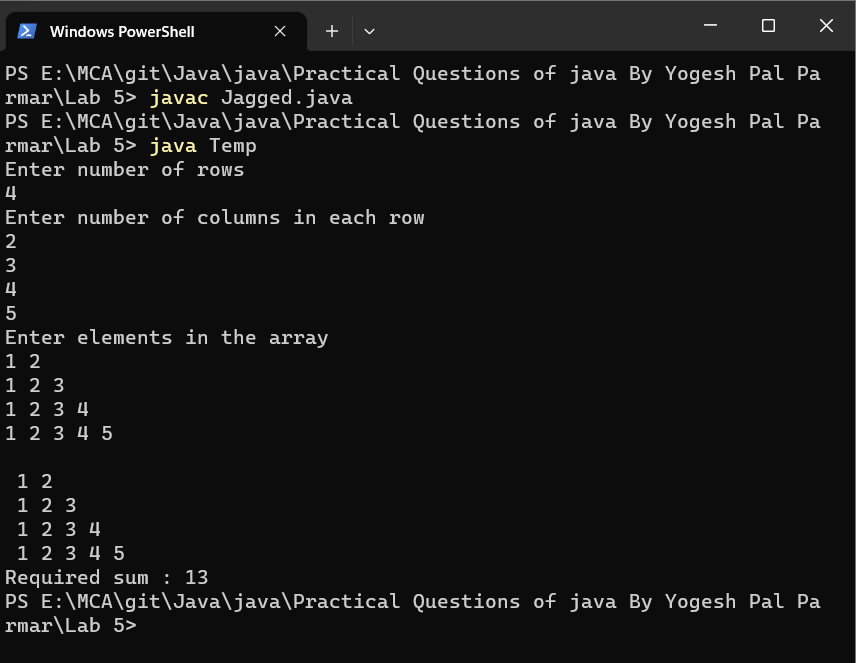 Windows PowerShell
PS E:\MCA\git\Java\java\Practical Questions of java By Yogesh Pal Pa
rmar\Lab 5> javac Jagged.java
PS E:\MCA\git\Java\java\Practical Questions of java By Yogesh Pal Pa
rmar\Lab 5> java Temp
Enter number of rows
4
Enter number of columns in each row
2
3
4
5
Enter elements in the array
1 2
1 2 3
1 2 3 4
1 2 3 4 5

 1 2
 1 2 3
 1 2 3 4
 1 2 3 4 5
Required sum : 13
PS E:\MCA\git\Java\java\Practical Questions of java By Yogesh Pal Pa
rmar\Lab 5>